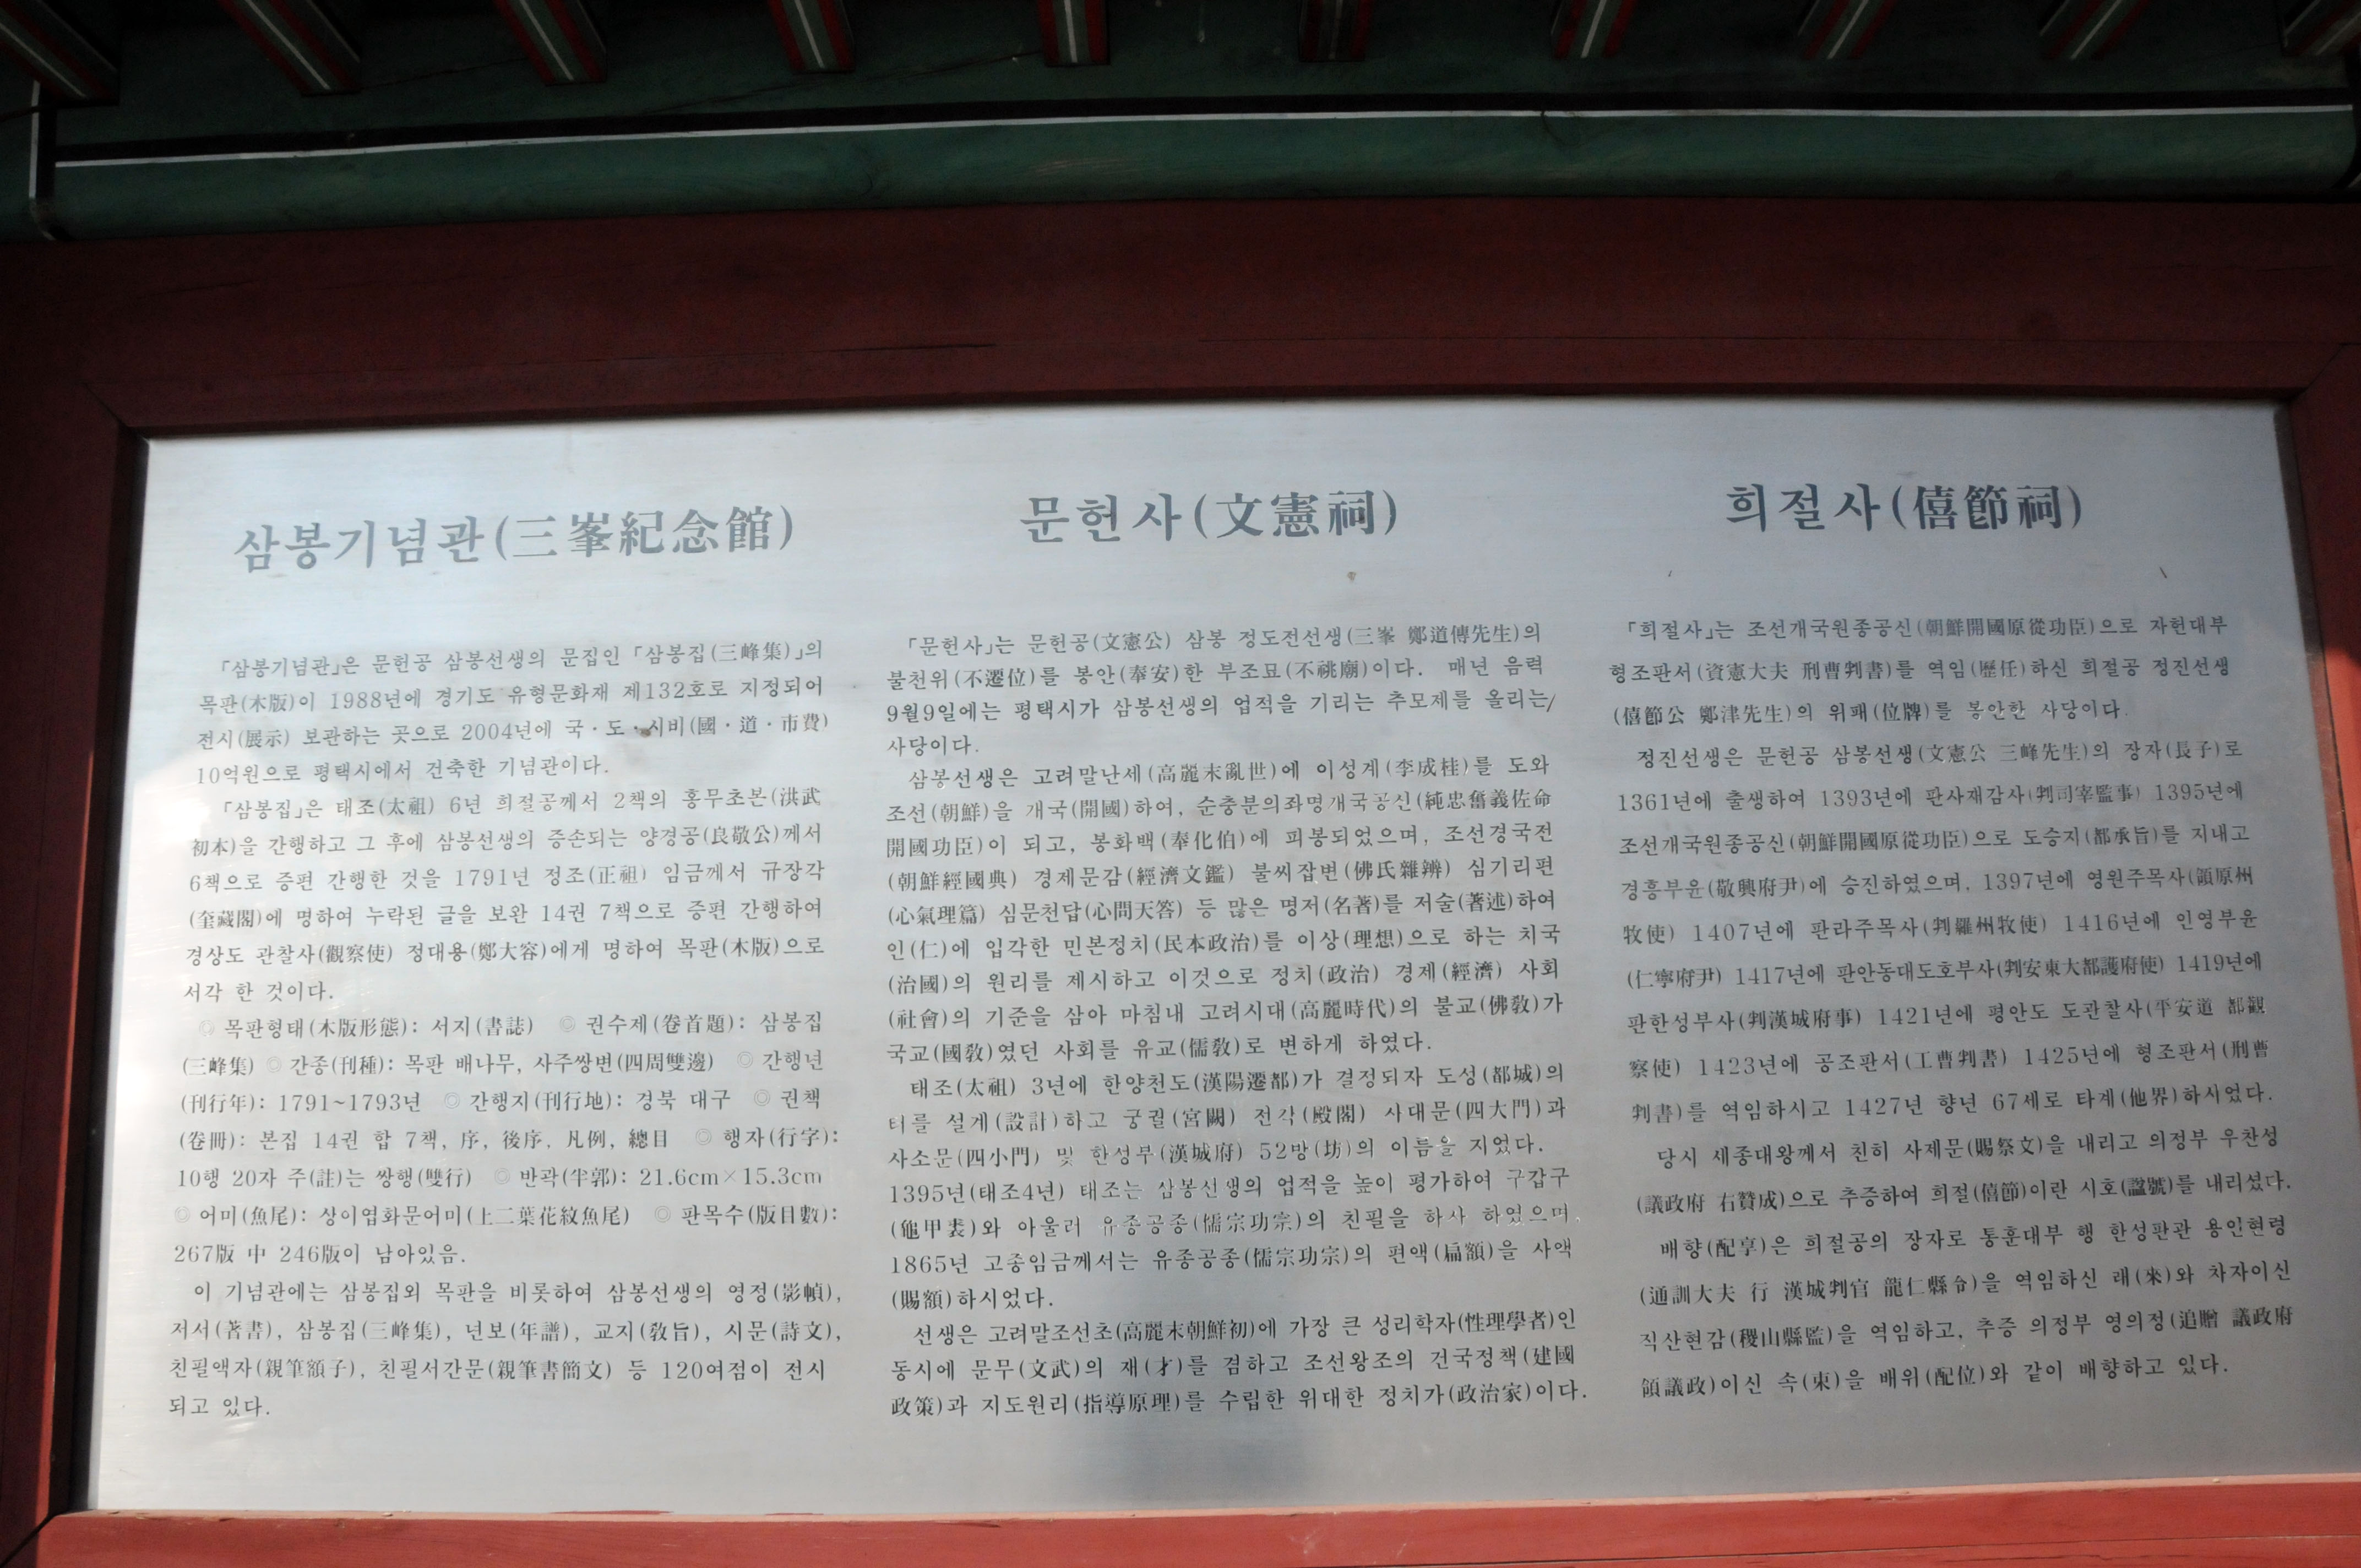 삼봉기념관(三峯紀念館)
「삼봉기념관」은 문헌공 삼봉선생의 문집인 「삼봉집(三峰集)」의
목판(木版)이 1988년에 경기도 유형문화재 제132호로 지정되어
전시(展示) 보관하는 곳으로 2004년에 국·도·시비(國·道·市費)
10억원으로 평택시에서 건축한 기념관이다.
「삼봉집」은 태조(太祖) 6년 희절공께서 2책의 홍무초본(洪武
初本)을 간행하고 그 후에 삼봉선생의 증손되는 양경공(良敬公)께서
6책으로 증편 간행한 것을 1791년 정조(正祖) 임금께서 규장각
(奎藏閣)에 명하여 누락된 글을 보완 14권 7책으로 증편 간행하여
경상도 관찰사(觀察使) 정대용(鄭大容)에게 명하여 목판(木版)으로
서각 한 것이다.
◎ 목판형태(木版形態): 서지(書誌) ◎ 권수제(卷首題): 삼봉집
(三峰集) ◎ 간종(刊種): 목판 배나무, 사주쌍변(四周雙邊) ◎ 간행년
(刊行年): 1791~1793년 ◎ 간행지(刊行地): 경북 대구 ◎ 권책
(卷冊): 본집 14권 합 7책, 序, 後序, 凡例, 總目 ◎ 행자(行字):
10행 20자 주(註)는 쌍행(雙行) ◎ 반곽(半郭): 21.6cm×15.3cm
◎ 어미(魚尾): 상이엽화문어미(上二葉花紋魚尾) ◎ 판목수(版目數):
267版 中 246版이 남아있음.
이 기념관에는 삼봉집외 목판을 비롯하여 삼봉선생의 영정(影幀),
저서(著書), 삼봉집(三峰集), 년보(年譜), 교지(敎旨), 시문(詩文),
친필액자(親筆額子), 친필서간문(親筆書簡文) 등 120여점이 전시
되고 있다.
문헌사(文憲祠)
「문헌사」는 문헌공(文憲公) 삼봉 정도전선생(三峯 鄭道傳先生)의
불천위(不遷位)를 봉안(奉安)한 부조묘(不祧廟)이다. 매년 음력
9월9일에는 평택시가 삼봉선생의 업적을 기리는 추모제를 올리는
사당이다.
삼봉선생은 고려말난세(高麗末亂世)에 이성계(李成桂)를 도와
조선(朝鮮)을 개국(開國)하여, 순충분의좌명개국공신(純忠奮義佐命
開國功臣)이 되고, 봉화백(奉化伯)에 피봉되었으며, 조선경국전
(朝鮮經國典) 경제문감(經濟文鑑) 불씨잡변(佛氏雜辨) 심기리편
(心氣理篇) 심문천답(心問天答) 등 많은 명저(名著)를 저술(著述)하여
인(仁)에 입각한 민본정치(民本政治)를 이상(理想)으로 하는 치국
(治國)의 원리를 제시하고 이것으로 정치(政治) 경제(經濟) 사회
(社會)의 기준을 삼아 마침내 고려시대(高麗時代)의 불교(佛敎)가
국교(國敎)였던 사회를 유교(儒敎)로 변하게 하였다.
태조(太祖) 3년에 한양천도(漢陽遷都)가 결정되자 도성(都城)의
터를 설계(設計)하고 궁궐(宮闕) 전각(殿閣) 사대문(四大門)과
사소문(四小門) 및 한성부(漢城府) 52방(坊)의 이름을 지었다.
1395년(태조4년) 태조는 삼봉선생의 업적을 높이 평가하여 구갑구
(龜甲裘)와 아울러 유종공종(儒宗功宗)의 친필을 하사 하였으며,
1865년 고종임금께서는 유종공종(儒宗功宗)의 편액(扁額)을 사액
(賜額)하시었다.
선생은 고려말조선초(高麗末朝鮮初)에 가장 큰 성리학자(性理學者)인
동시에 문무(文武)의 재(才)를 겸하고 조선왕조의 건국정책(建國
政策)과 지도원리(指導原理)를 수립한 위대한 정치가(政治家)이다.
희절사(僖節祠)
「희절사」는 조선개국원종공신(朝鮮開國原從功臣)으로 자헌대부
형조판서(資憲大夫 刑曹判書)를 역임(歷任)하신 희절공 정진선생
(僖節公 鄭津先生)의 위패(位牌)를 봉안한 사당이다.
정진선생은 문헌공 삼봉선생(文憲公 三峰先生)의 장자(長子)로
1361년에 출생하여 1393년에 판사재감사(判司宰監事) 1395년에
조선개국원종공신(朝鮮開國原從功臣)으로 도승지(都承旨)를 지내고
경흥부윤(敬興府尹)에 승진하였으며, 1397년에 영원주목사(領原州
牧使) 1407년에 판라주목사(判羅州牧使) 1416년에 인영부윤
(仁寧府尹) 1417년에 판안동대도호부사(判安東大都護府使) 1419년에
판한성부사(判漢城府事) 1421년에 평안도 도관찰사(平安道 都觀
察使) 1423년에 공조판서(工曹判書) 1425년에 형조판서(刑曹
判書)를 역임하시고 1427년 향년 67세로 타계(他界)하시었다.
당시 세종대왕께서 친히 사제문(賜祭文)을 내리고 의정부 우찬성
(議政府 右贊成)으로 추증하여 희절(僖節)이란 시호(諡號)를 내리셨다.
배향(配享)은 희절공의 장자로 통훈대부 행 한성판관 용인현령
(通訓大夫 行 漢城判官 龍仁縣令)을 역임하신 래(來)와 차자이신
직산현감(稷山縣監)을 역임하고, 추증 의정부 영의정(追贈 議政府
領議政)이신 속(束)을 배위(配位)와 같이 배향하고 있다.